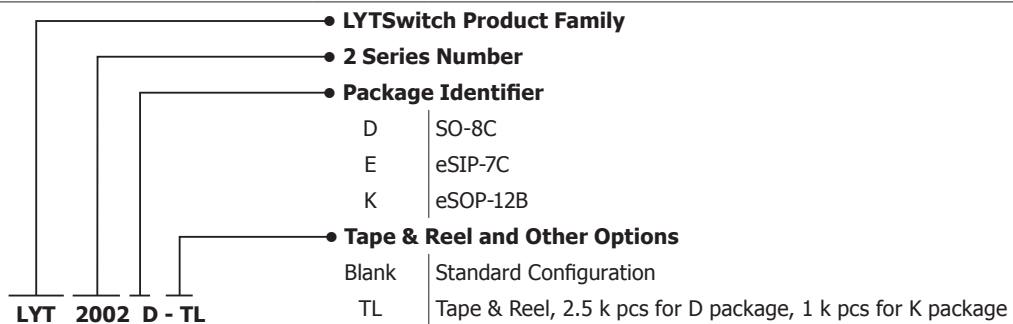 LYTSwitch Product Family
2 Series Number
Package Identifier
D SO-8C
E eSIP-7C
K eSOP-12B
Tape & Reel and Other Options
Blank Standard Configuration
TL Tape & Reel, 2.5 k pcs for D package, 1 k pcs for K package
LYT 2002 D - TL